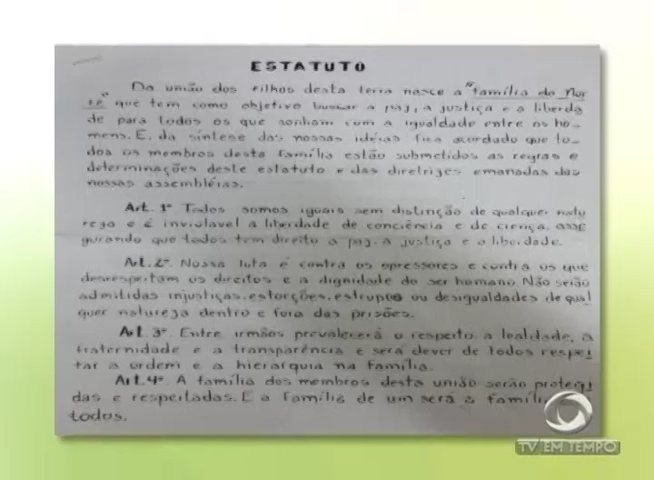 ESTATUTO
Da união dos filhos desta terra nasce a "família do Nor
te" que tem como objetivo buscar a paz, a justiça e a liberda
de para todos os que sonham com a igualdade entre os ho-
mens. E, da síntese das nossas idéias fica acordado que to-
dos os membros desta família estão submetidos as regras e
determinações deste estatuto e das diretrizes emanadas das
nossas assembléias.
Art. 1º Todos somos iguais sem distinção de qualquer natu
reza e é inviolável a liberdade de conciência e de ciença, asse
gurando que todos tem direito a paz, a justiça e a liberdade.
Art. 2º Nossa luta é contra os opressores e contra os que
desrespeitam os direitos e a dignidade do ser humano. Não serão
admitidas injustiças, estorções, estrupos ou desigualdades de qual
quer natureza dentro e fora das prisões.
Art. 3º Entre irmãos prevalecerá o respeito a lealdade, a
fraternidade e a transparência e será dever de todos respei
tar a ordem e a hierarquia na família.
Art. 4º A família dos membros desta união serão protegi
das e respeitadas. E a família de um será a famíli
todos.
TV EM TEMPO